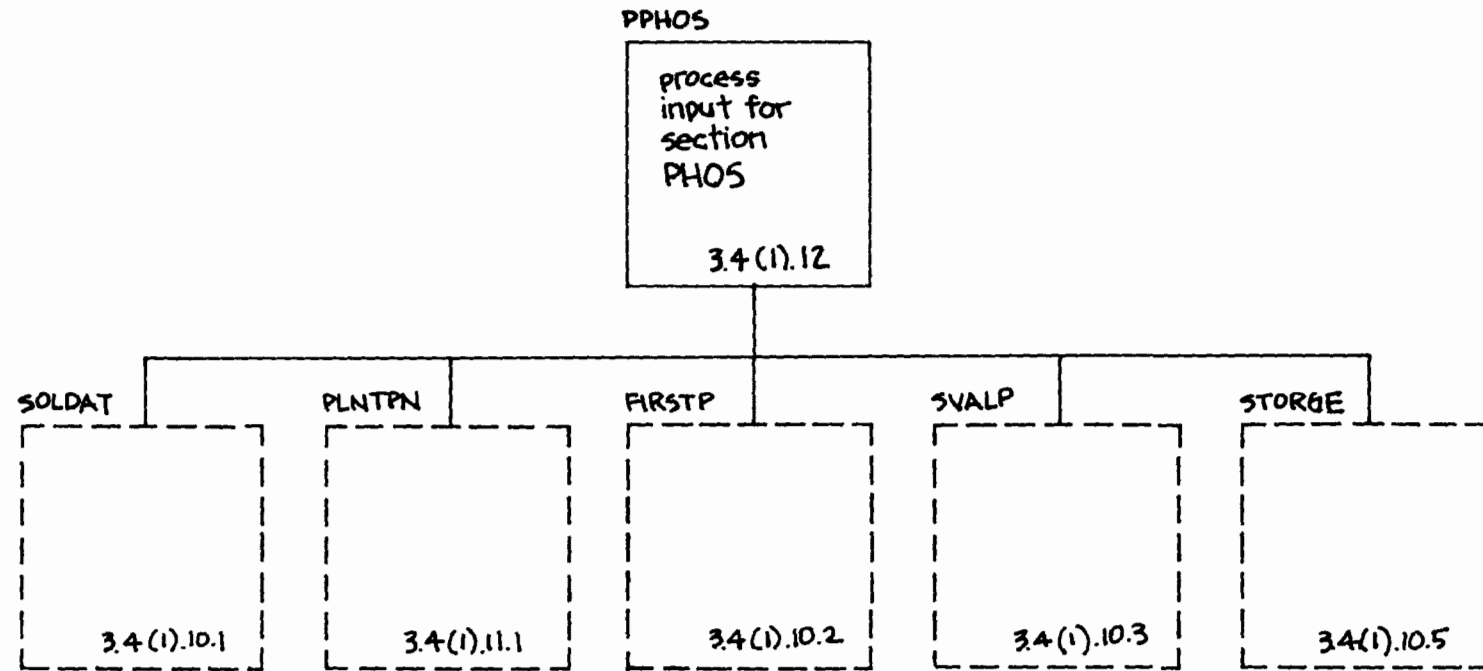 PPHOS
process
input for
section
PHOS
3.4(1).12
SOLDAT
PLNTPN
FIRSTP
SVALP
STORGE
3.4(1).10.1
3.4(1).11.1
3.4(1).10.2
3.4(1).10.3
3.4(1).10.5